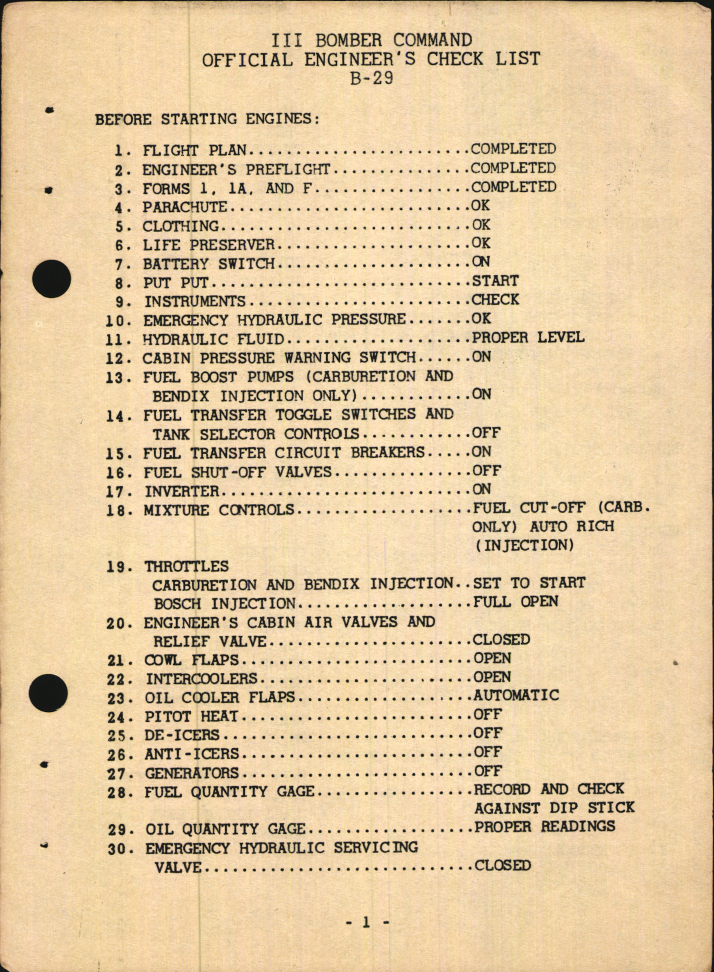 III BOMBER COMMAND
OFFICIAL ENGINEER'S CHECK LIST
B-29
BEFORE STARTING ENGINES:
1. FLIGHT PLAN........................COMPLETED
2. ENGINEER'S PREFLIGHT...............COMPLETED
3. FORMS 1, 1A, AND F.................COMPLETED
4. PARACHUTE..........................OK
5. CLOTHING...........................OK
6. LIFE PRESERVER.....................OK
7. BATTERY SWITCH.....................ON
8. PUT PUT............................START
9. INSTRUMENTS........................CHECK
10. EMERGENCY HYDRAULIC PRESSURE.......OK
11. HYDRAULIC FLUID....................PROPER LEVEL
12. CABIN PRESSURE WARNING SWITCH......ON
13. FUEL BOOST PUMPS (CARBURETION AND
BENDIX INJECTION ONLY)............ON
14. FUEL TRANSFER TOGGLE SWITCHES AND
TANK SELECTOR CONTROLS............OFF
15. FUEL TRANSFER CIRCUIT BREAKERS.....ON
16. FUEL SHUT-OFF VALVES...............OFF
17. INVERTER...........................ON
18. MIXTURE CONTROLS...................FUEL CUT-OFF (CARB.
ONLY) AUTO RICH
(INJECTION)
19. THROTTLES
CARBURETION AND BENDIX INJECTION..SET TO START
BOSCH INJECTION...................FULL OPEN
20. ENGINEER'S CABIN AIR VALVES AND
RELIEF VALVE......................CLOSED
21. COWL FLAPS.........................OPEN
22. INTERCOOLERS.......................OPEN
23. OIL COOLER FLAPS...................AUTOMATIC
24. PITOT HEAT.........................OFF
25. DE-ICERS...........................OFF
26. ANTI-ICERS.........................OFF
27. GENERATORS.........................OFF
28. FUEL QUANTITY GAGE.................RECORD AND CHECK
AGAINST DIP STICK
29. OIL QUANTITY GAGE..................PROPER READINGS
30. EMERGENCY HYDRAULIC SERVICING
VALVE.............................CLOSED
- 1 -